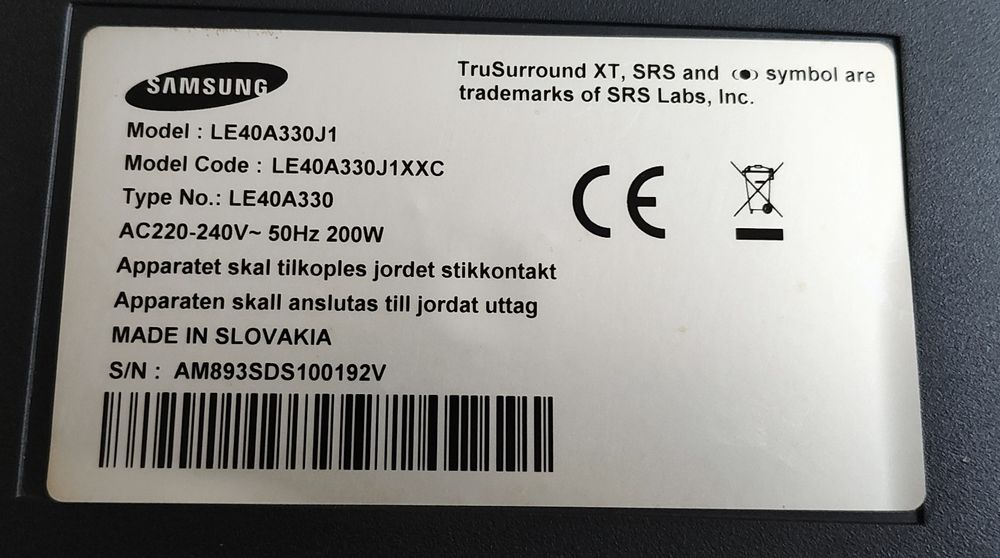 SAMSUNG
TruSurround XT, SRS and (●) symbol are
trademarks of SRS Labs, Inc.
Model : LE40A330J1
Model Code : LE40A330J1XXC
Type No.: LE40A330
AC220-240V~ 50Hz 200W
CE
Apparatet skal tilkoples jordet stikkontakt
Apparaten skall anslutas till jordat uttag
MADE IN SLOVAKIA
S/N : AM893SDS100192V